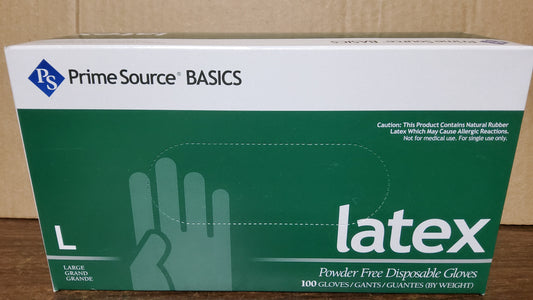 latex
PS Prime Source® BASICS
Caution: This Product Contains Natural Rubber
Latex Which May Cause Allergic Reactions.
Not for medical use. For single use only.
L
LARGE
GRAND
GRANDE
latex
Powder Free Disposable Gloves
100 GLOVES / GANTS / GUANTES (BY WEIGHT)